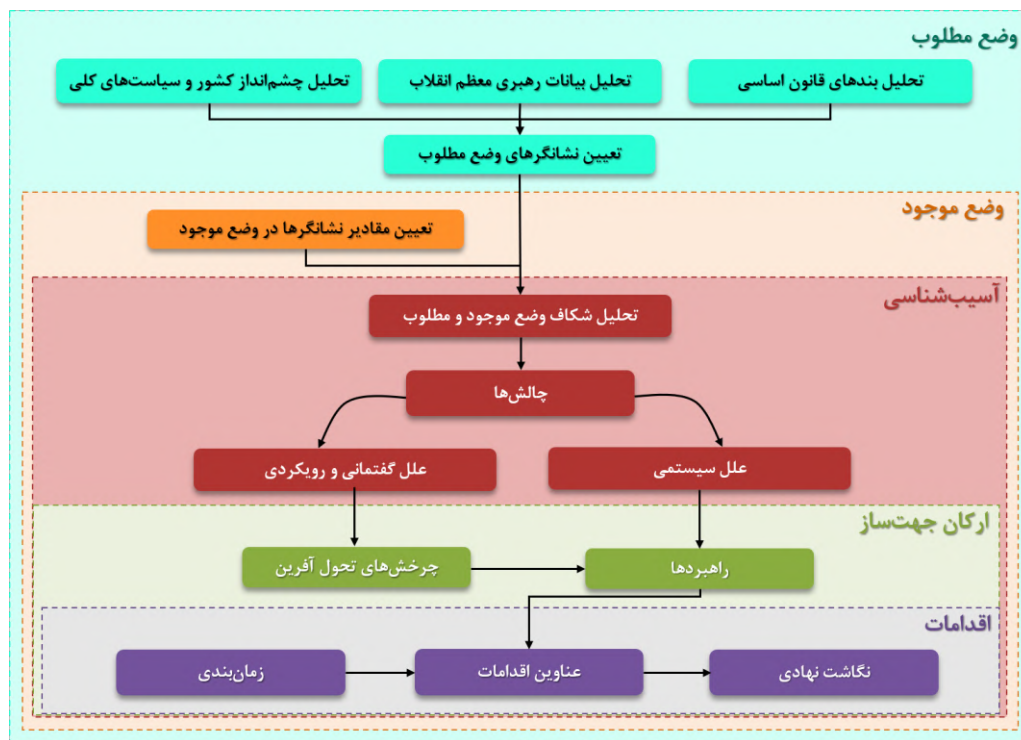 وضع مطلوب
تحلیل بندهای قانون اساسی
تحلیل بیانات رهبری معظم انقلاب
تحلیل چشم‌انداز کشور و سیاست‌های کلی
تعیین نشانگرهای وضع مطلوب
وضع موجود
تعیین مقادیر نشانگرها در وضع موجود
آسیب‌شناسی
تحلیل شکاف وضع موجود و مطلوب
چالش‌ها
علل سیستمی
علل گفتمانی و رویکردی
ارکان جهت‌ساز
راهبردها
چرخش‌های تحول آفرین
اقدامات
نگاشت نهادی
عناوین اقدامات
زمان‌بندی